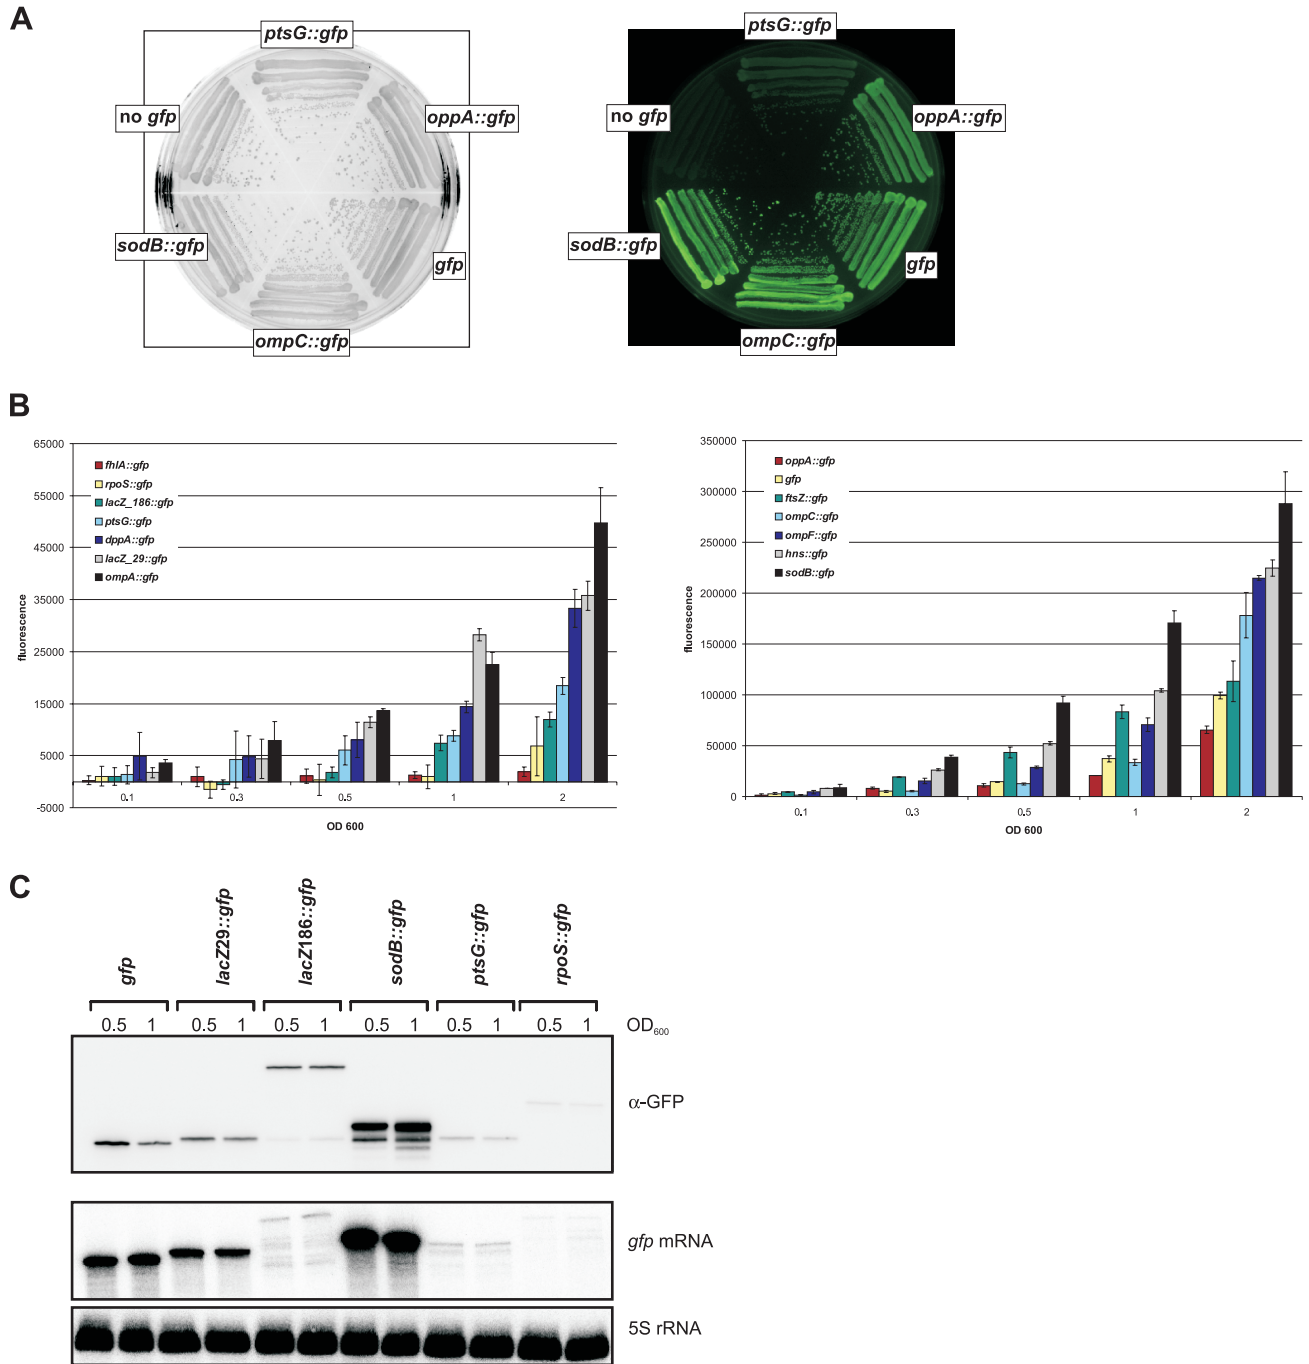 A
ptsG::gfp
no gfp
oppA::gfp
sodB::gfp
gfp
ompC::gfp
ptsG::gfp
no gfp
oppA::gfp
sodB::gfp
gfp
ompC::gfp
B
65000
55000
45000
35000
25000
15000
5000
-5000
fluorescence
fhlA::gfp
rpoS::gfp
lacZ_186::gfp
ptsG::gfp
dppA::gfp
lacZ_29::gfp
ompA::gfp
0.1 0.3 0.5 1 2
OD 600
350000
300000
250000
200000
150000
100000
50000
0
fluorescence
oppA::gfp
gfp
ftsZ::gfp
ompC::gfp
ompF::gfp
hns::gfp
sodB::gfp
0.1 0.3 0.5 1 2
OD 600
C
gfp
lacZ29::gfp
lacZ186::gfp
sodB::gfp
ptsG::gfp
rpoS::gfp
0.5 1 0.5 1 0.5 1 0.5 1 0.5 1 0.5 1 OD600
α-GFP
gfp mRNA
5S rRNA